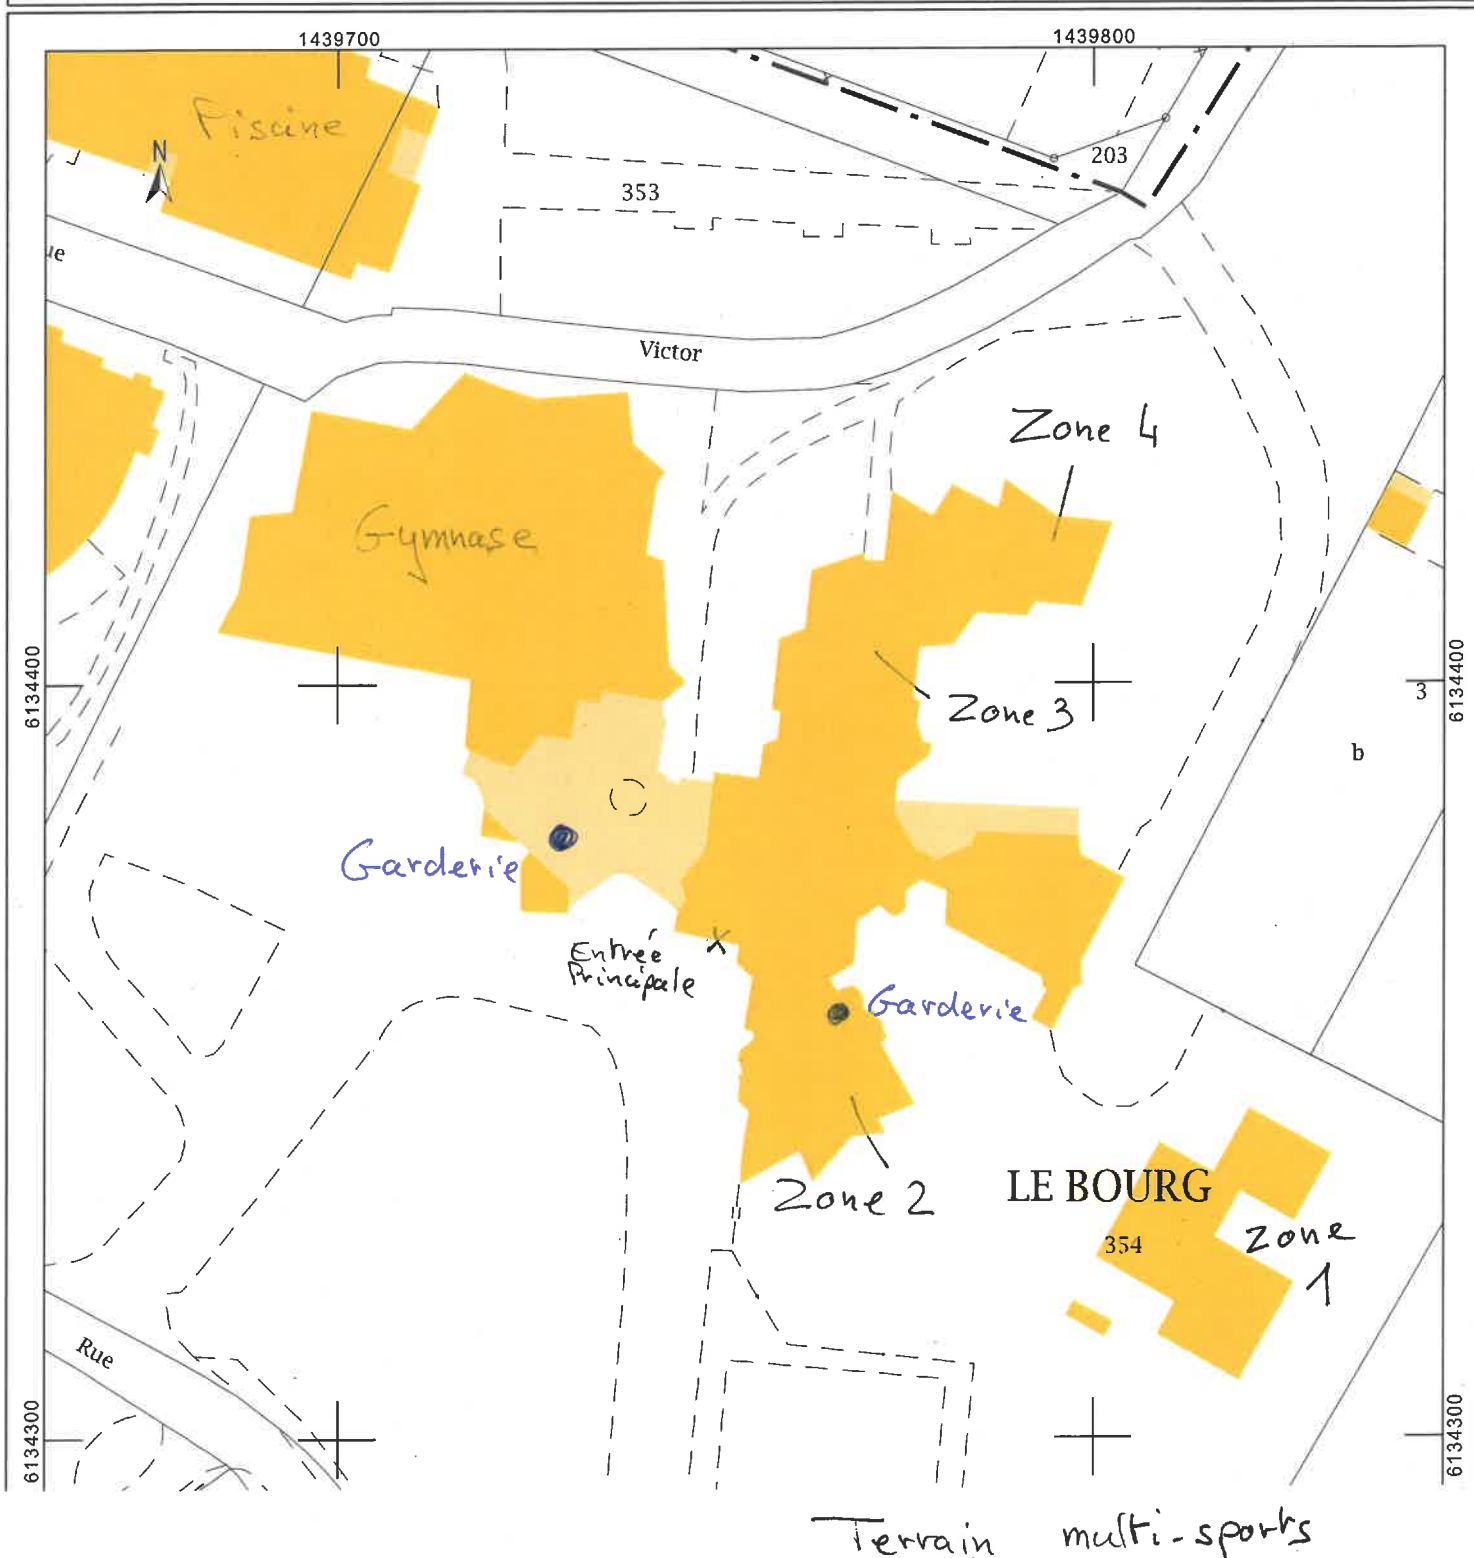 1439700
1439800
Piscine
N
203
353
ue
Victor
Zone 4
Gymnase
6134400
6134400
3
Zone 3
b
Garderie
Entrée
Principale
Garderie
Zone 2
LE BOURG
354
Zone
1
Rue
6134300
6134300
Terrain multi-sports